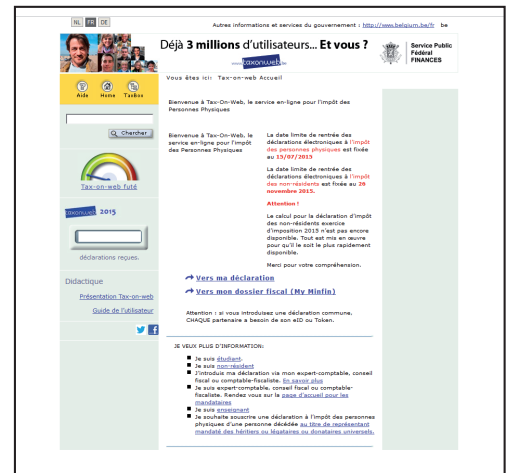 NL FR DE
Autres informations et services du gouvernement : http://www.belgium.be/fr be
Déjà 3 millions d'utilisateurs... Et vous ?
www.taxonweb.be
Service Public
Fédéral
FINANCES
Aide Home TaxBox
Vous êtes ici: Tax-on-web Accueil
Bienvenue à Tax-On-Web, le service en-ligne pour l'impôt des
Personnes Physiques
Chercher
Tax-on-web futé
taxonweb 2015
déclarations reçues.
Didactique
Présentation Tax-on-web
Guide de l'utilisateur
Bienvenue à Tax-On-Web, le
service en-ligne pour l'impôt
des Personnes Physiques
La date limite de rentrée des
déclarations électroniques à l'impôt
des personnes physiques est fixée
au 15/07/2015
La date limite de rentrée des
déclarations électroniques à l'impôt
des non-résidents est fixée au 26
novembre 2015.
Attention !
Le calcul pour la déclaration d'impôt
des non-résidents exercice
d'imposition 2015 n'est pas encore
disponible. Tout est mis en œuvre
pour qu'il le soit le plus rapidement
disponible.
Merci pour votre compréhension.
Vers ma déclaration
Vers mon dossier fiscal (My Minfin)
Attention : si vous introduisez une déclaration commune,
CHAQUE partenaire a besoin de son eID ou Token.
JE VEUX PLUS D'INFORMATION:
Je suis étudiant.
Je suis non-résident
J'introduis ma déclaration via mon expert-comptable, conseil
fiscal ou comptable-fiscaliste. En savoir plus
Je suis expert-comptable, conseil fiscal ou comptable-
fiscaliste. Rendez vous sur la page d'accueil pour les
mandataires
Je suis enseignant
Je souhaite souscrire une déclaration à l'impôt des personnes
physiques d'une personne décédée au titre de représentant
mandaté des héritiers ou légataires ou donataires universels.